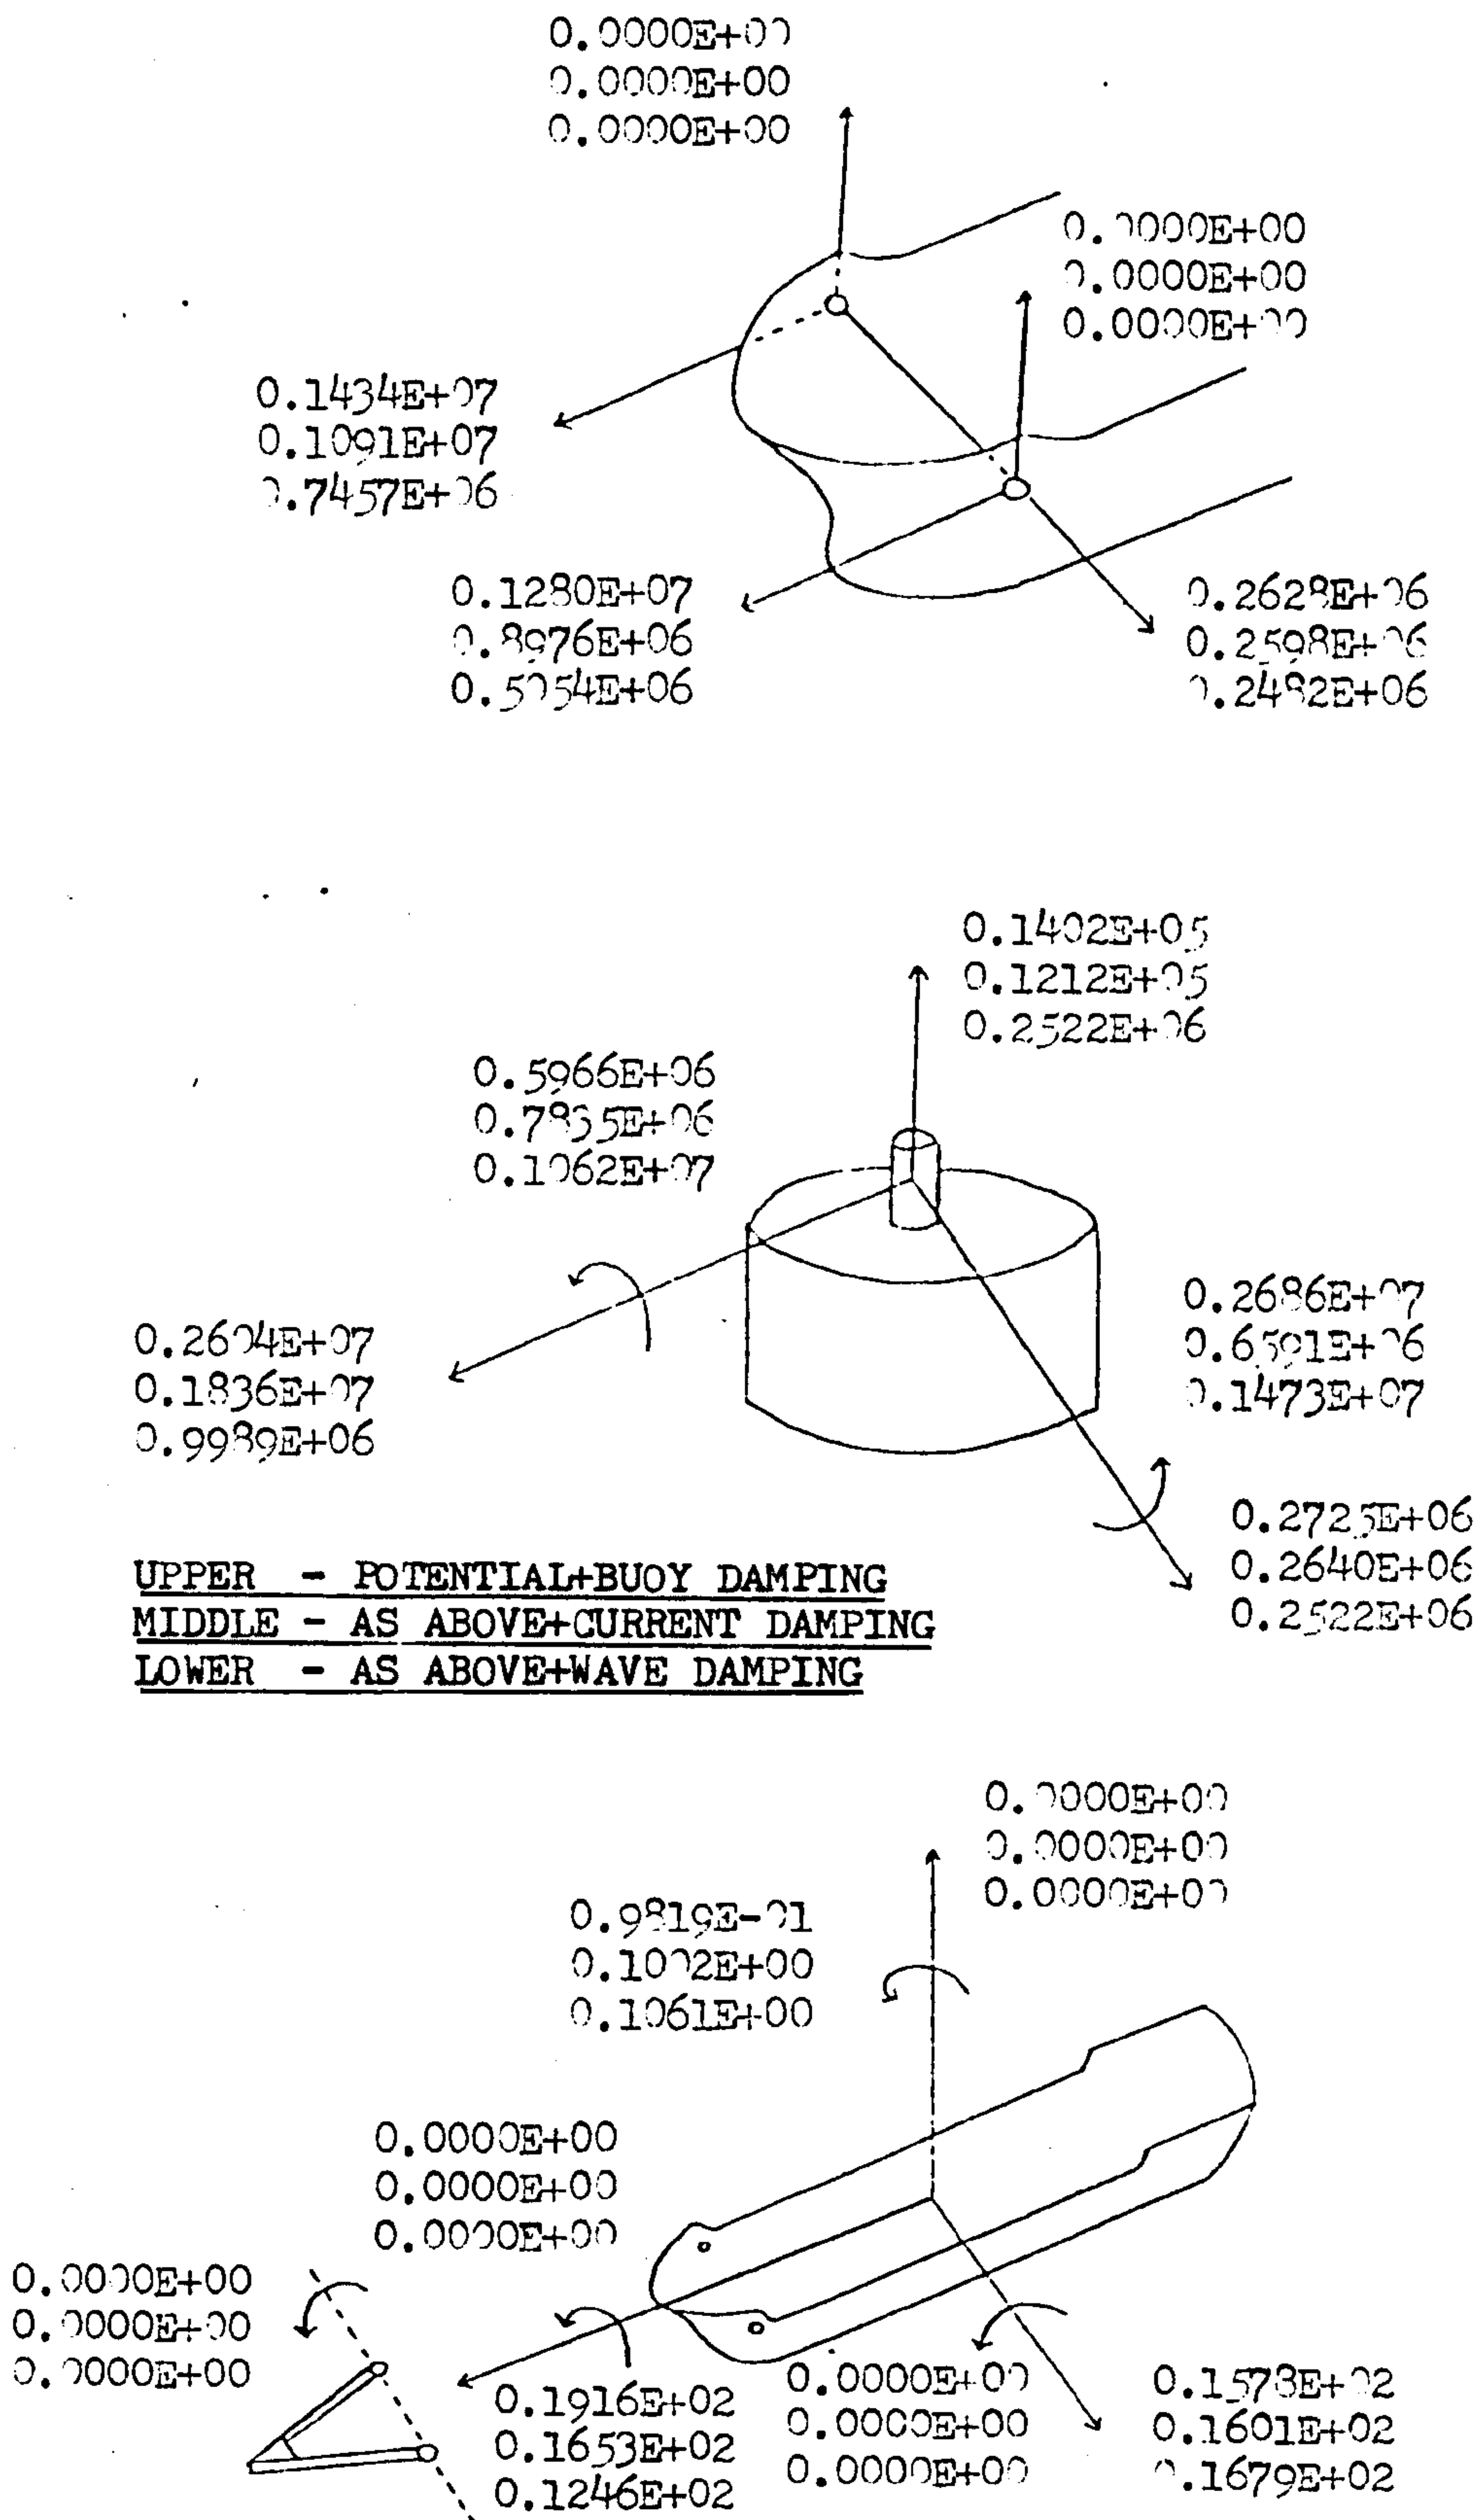 0.0000E+00
0.0000E+00
0.0000E+00
0.0000E+00
0.0000E+00
0.0000E+00
0.1434E+07
0.1091E+07
0.7457E+06
0.1280E+07
0.8976E+06
0.5054E+06
0.2628E+06
0.2598E+06
0.2482E+06
0.1402E+05
0.1212E+05
0.2522E+06
0.5966E+06
0.7835E+06
0.1062E+07
0.2604E+07
0.1836E+07
0.9989E+06
0.2686E+07
0.6591E+06
0.1473E+07
0.2725E+06
0.2640E+06
0.2522E+06
UPPER - POTENTIAL+BUOY DAMPING
MIDDLE - AS ABOVE+CURRENT DAMPING
LOWER - AS ABOVE+WAVE DAMPING
0.0000E+00
0.0000E+00
0.0000E+00
0.9819E-01
0.1002E+00
0.1061E+00
0.0000E+00
0.0000E+00
0.0000E+00
0.0000E+00
0.0000E+00
0.0000E+00
0.1916E+02
0.1653E+02
0.1246E+02
0.0000E+00
0.0000E+00
0.0000E+00
0.1578E+02
0.1601E+02
0.1679E+02